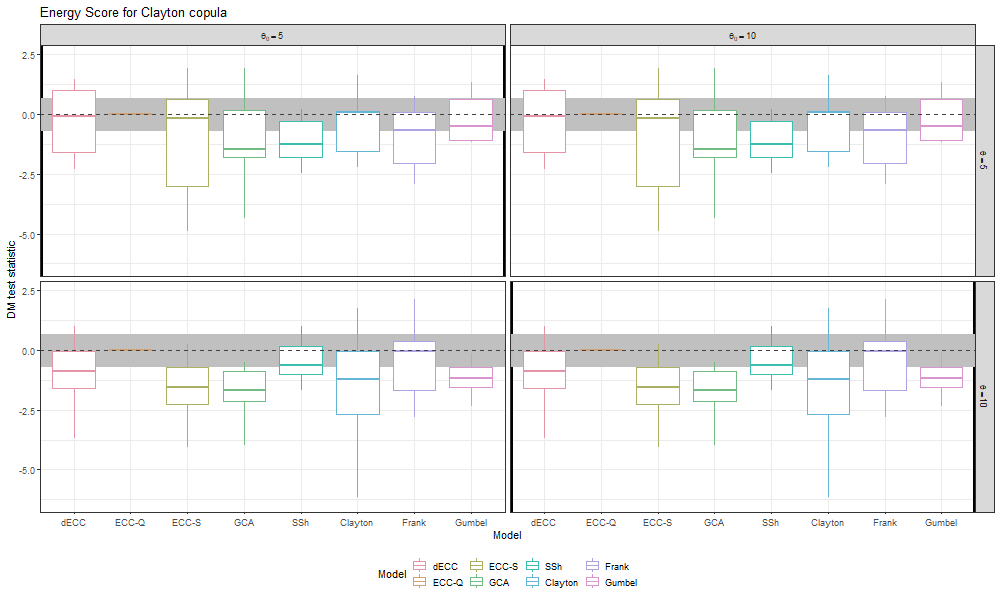 Energy Score for Clayton copula
θ₀ = 5
θ₀ = 10
2.5
0.0
-2.5
-5.0
θ = 5
2.5
0.0
-2.5
-5.0
θ = 10
DM test statistic
dECC ECC-Q ECC-S GCA SSh Clayton Frank Gumbel dECC ECC-Q ECC-S GCA SSh Clayton Frank Gumbel
Model
Model dECC ECC-S SSh Frank
ECC-Q GCA Clayton Gumbel